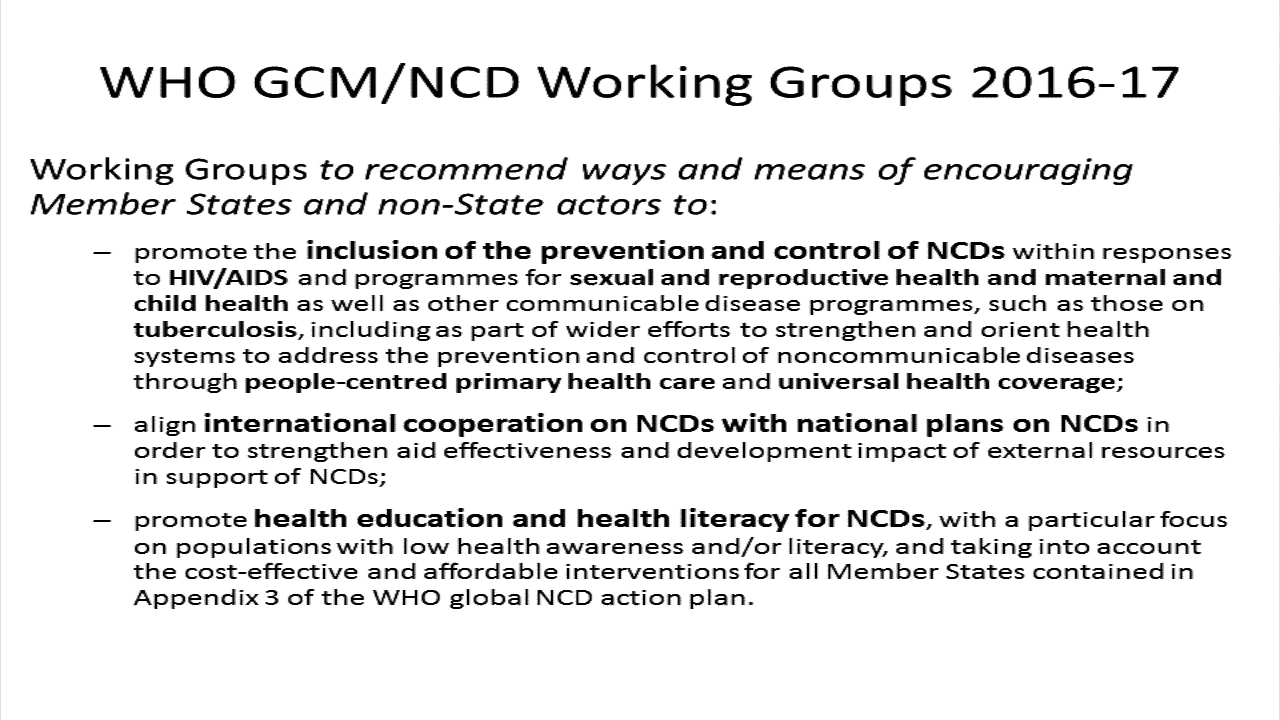 WHO GCM/NCD Working Groups 2016-17
Working Groups to recommend ways and means of encouraging
Member States and non-State actors to:
– promote the inclusion of the prevention and control of NCDs within responses
to HIV/AIDS and programmes for sexual and reproductive health and maternal and
child health as well as other communicable disease programmes, such as those on
tuberculosis, including as part of wider efforts to strengthen and orient health
systems to address the prevention and control of noncommunicable diseases
through people-centred primary health care and universal health coverage;
– align international cooperation on NCDs with national plans on NCDs in
order to strengthen aid effectiveness and development impact of external resources
in support of NCDs;
– promote health education and health literacy for NCDs, with a particular focus
on populations with low health awareness and/or literacy, and taking into account
the cost-effective and affordable interventions for all Member States contained in
Appendix 3 of the WHO global NCD action plan.